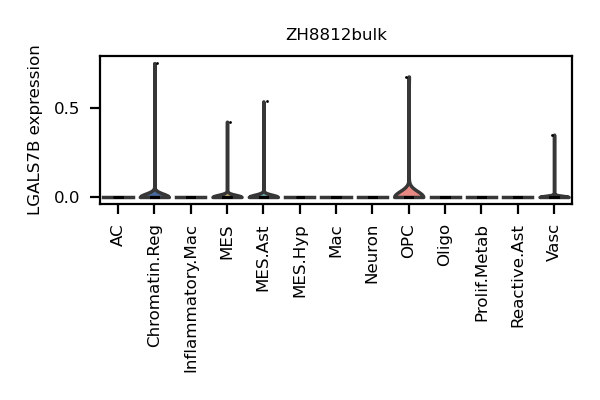 ZH8812bulk
LGALS7B expression
0.5
0.0
AC
Chromatin.Reg
Inflammatory.Mac
MES
MES.Ast
MES.Hyp
Mac
Neuron
OPC
Oligo
Prolif.Metab
Reactive.Ast
Vasc